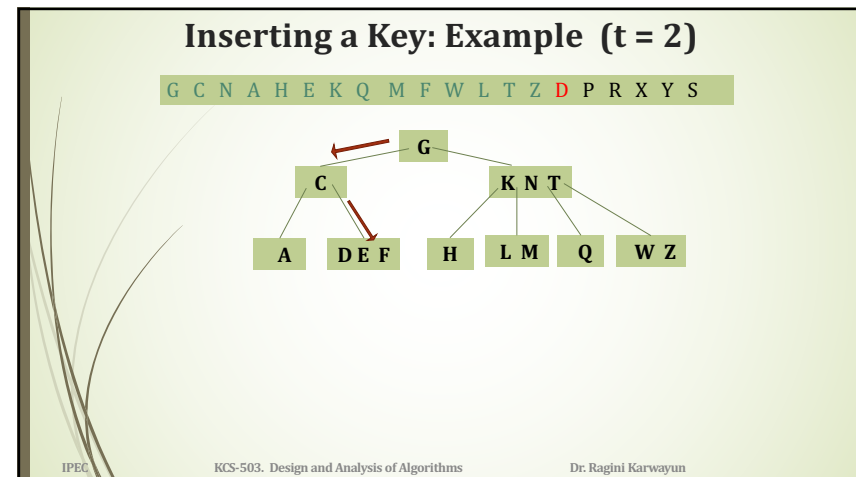 Inserting a Key: Example (t = 2)
G C N A H E K Q M F W L T Z D P R X Y S
G
C K N T
A D E F H L M Q W Z
IPEC KCS-503. Design and Analysis of Algorithms Dr. Ragini Karwayun